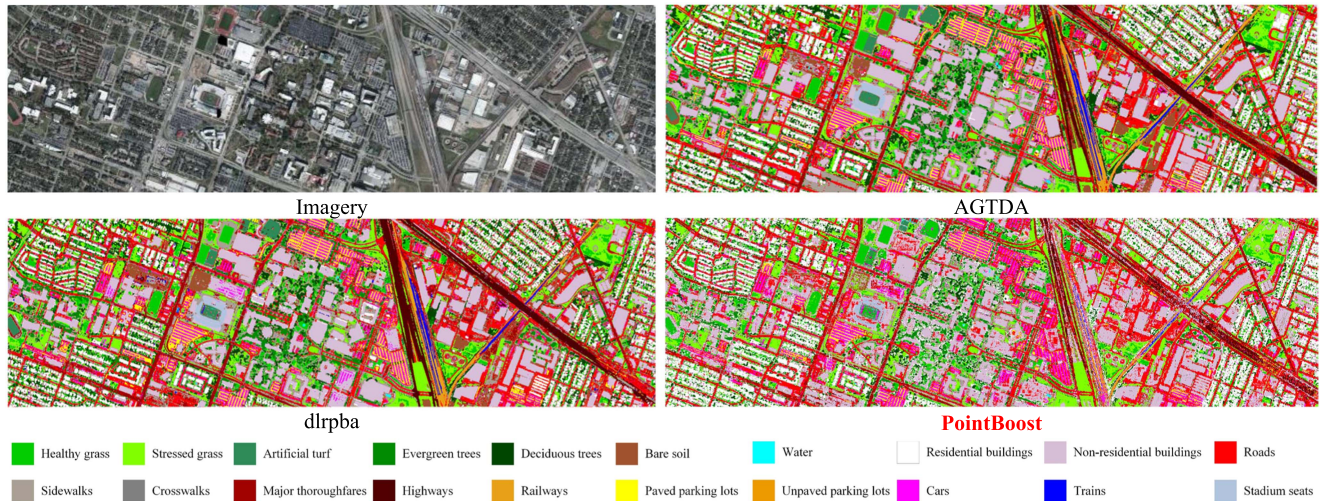 Imagery
AGTDA
dlrpba
PointBoost
Healthy grass Stressed grass Artificial turf Evergreen trees Deciduous trees Bare soil Water Residential buildings Non-residential buildings Roads
Sidewalks Crosswalks Major thoroughfares Highways Railways Paved parking lots Unpaved parking lots Cars Trains Stadium seats